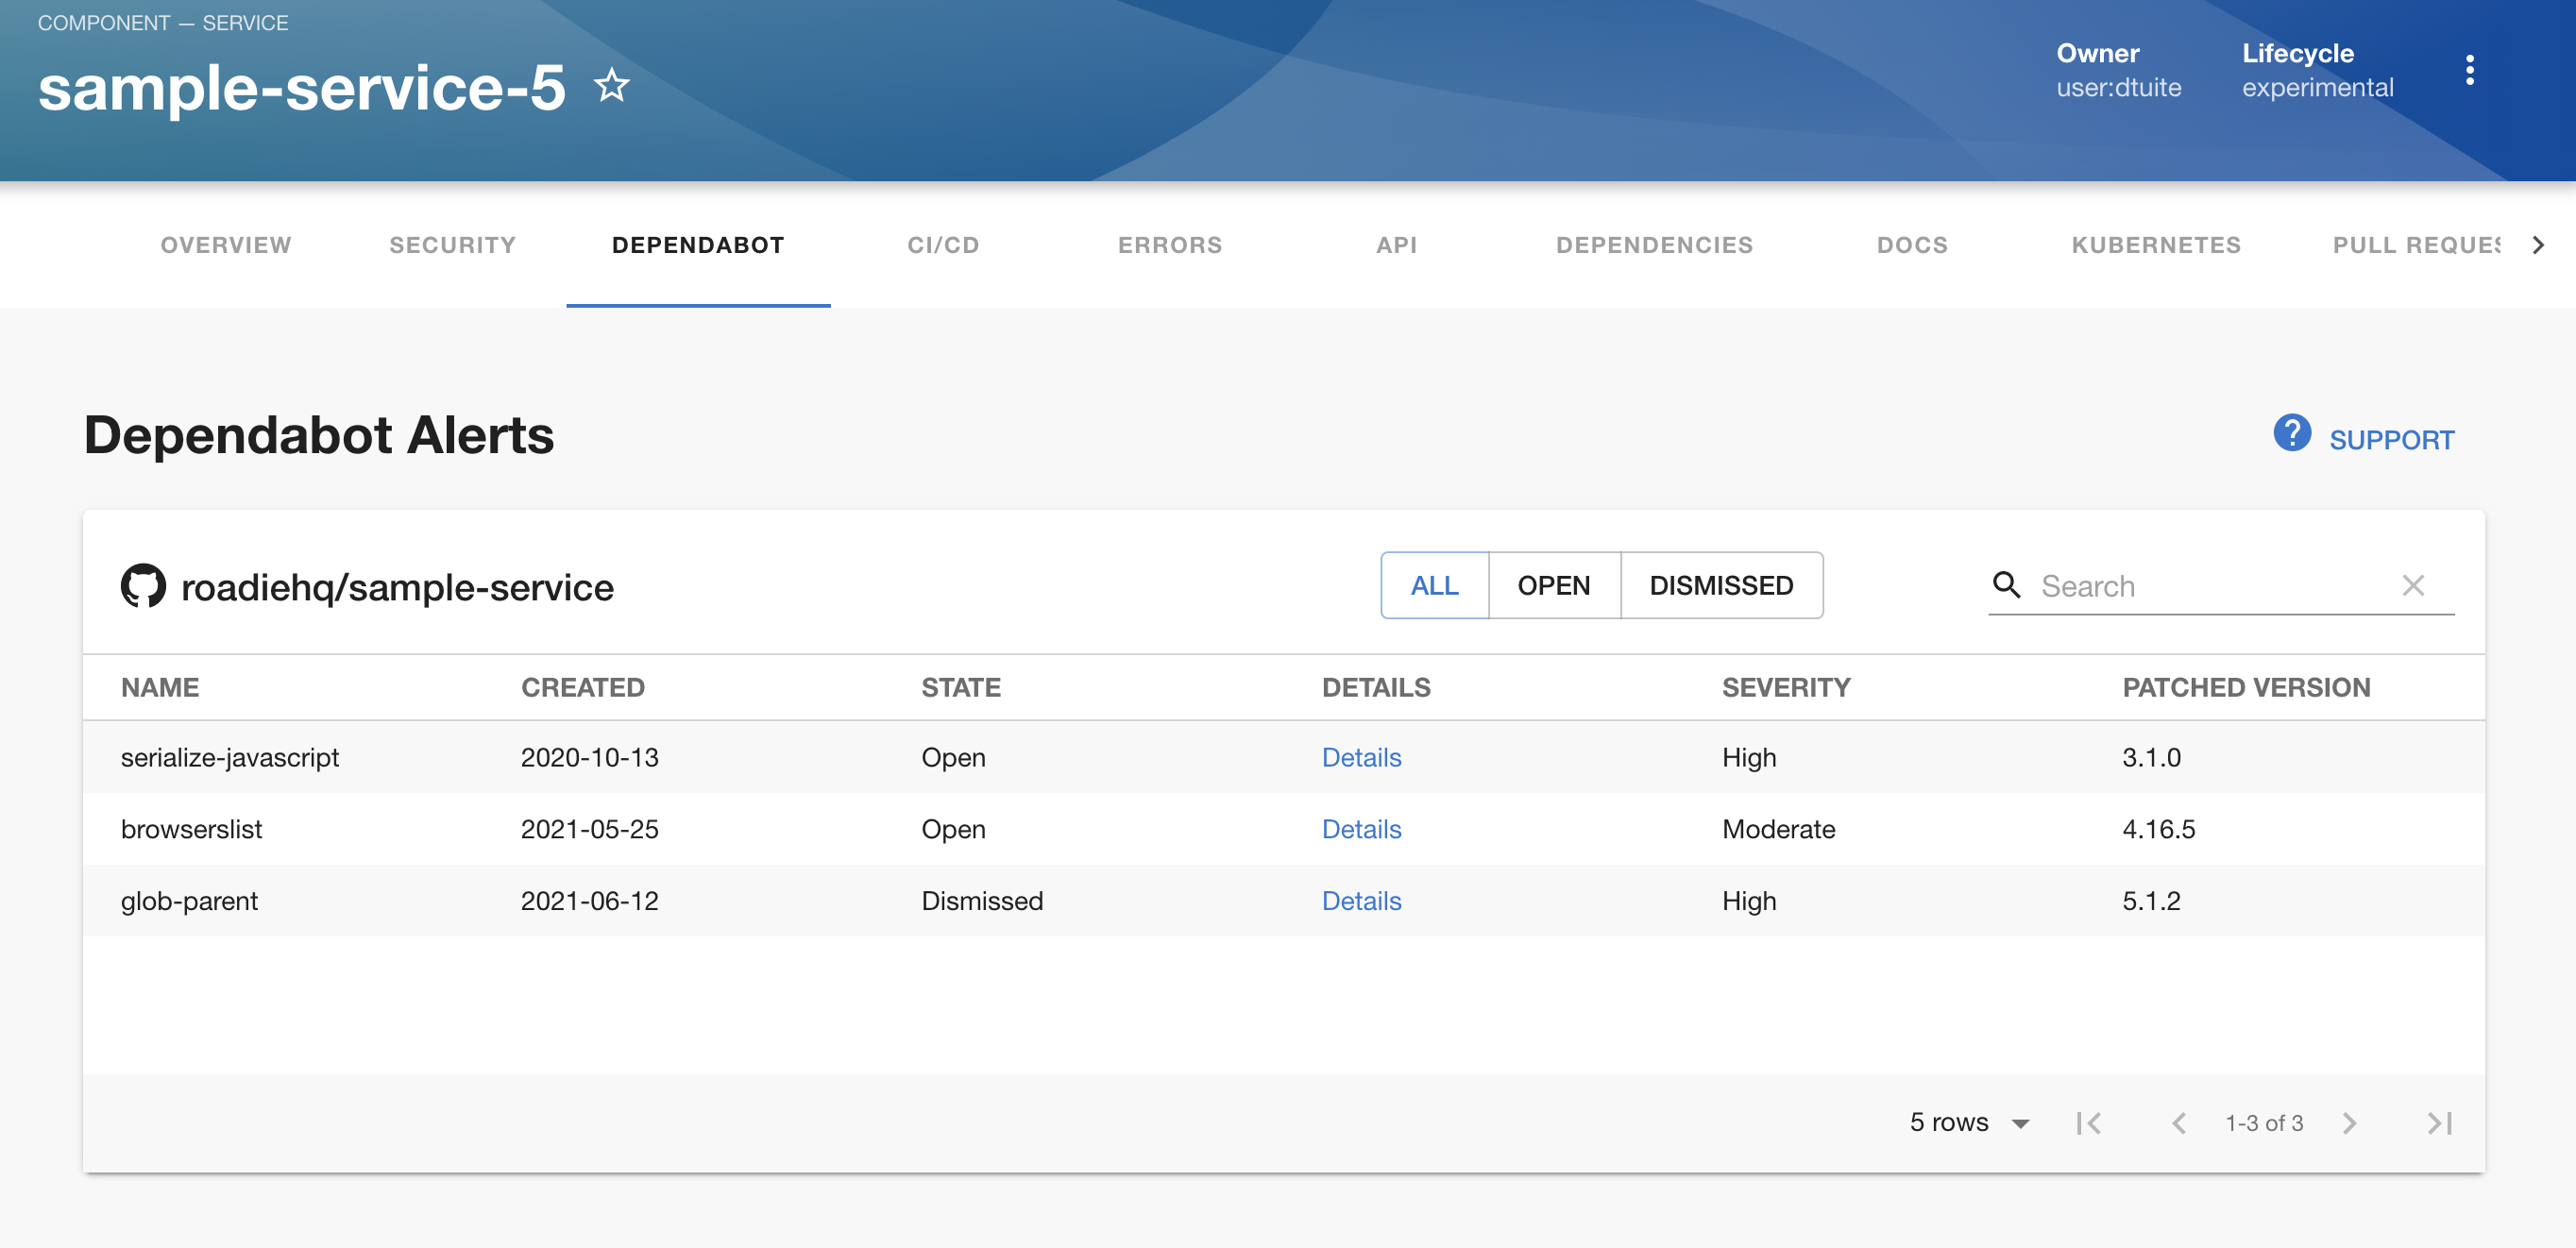 COMPONENT — SERVICE
sample-service-5
Owner
user:dtuite
Lifecycle
experimental
OVERVIEW SECURITY DEPENDABOT CI/CD ERRORS API DEPENDENCIES DOCS KUBERNETES PULL REQUES
Dependabot Alerts
SUPPORT
roadiehq/sample-service
ALL OPEN DISMISSED
Search
NAME CREATED STATE DETAILS SEVERITY PATCHED VERSION
serialize-javascript 2020-10-13 Open Details High 3.1.0
browserslist 2021-05-25 Open Details Moderate 4.16.5
glob-parent 2021-06-12 Dismissed Details High 5.1.2
5 rows 1-3 of 3